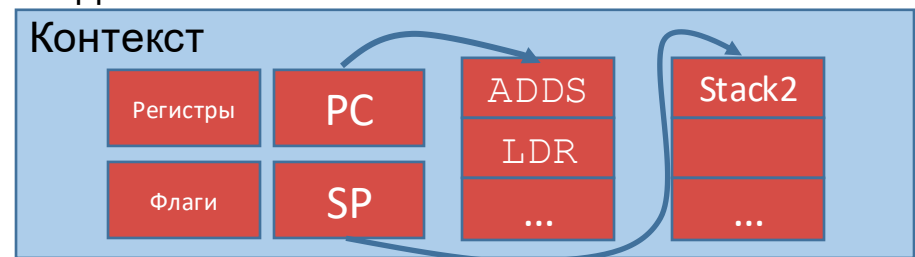 Контекст
Регистры PC ADDS Stack2
LDR
Флаги SP ... ...